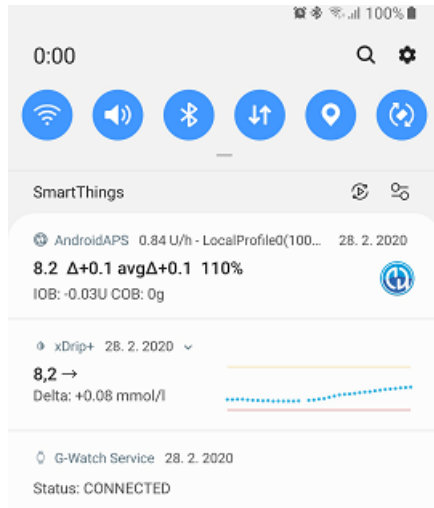 100%
0:00
SmartThings
AndroidAPS 0.84 U/h - LocalProfile0(100... 28. 2. 2020
8.2 Δ+0.1 avgΔ+0.1 110%
IOB: -0.03U COB: 0g
xDrip+ 28. 2. 2020
8,2 →
Delta: +0.08 mmol/l
G-Watch Service 28. 2. 2020
Status: CONNECTED